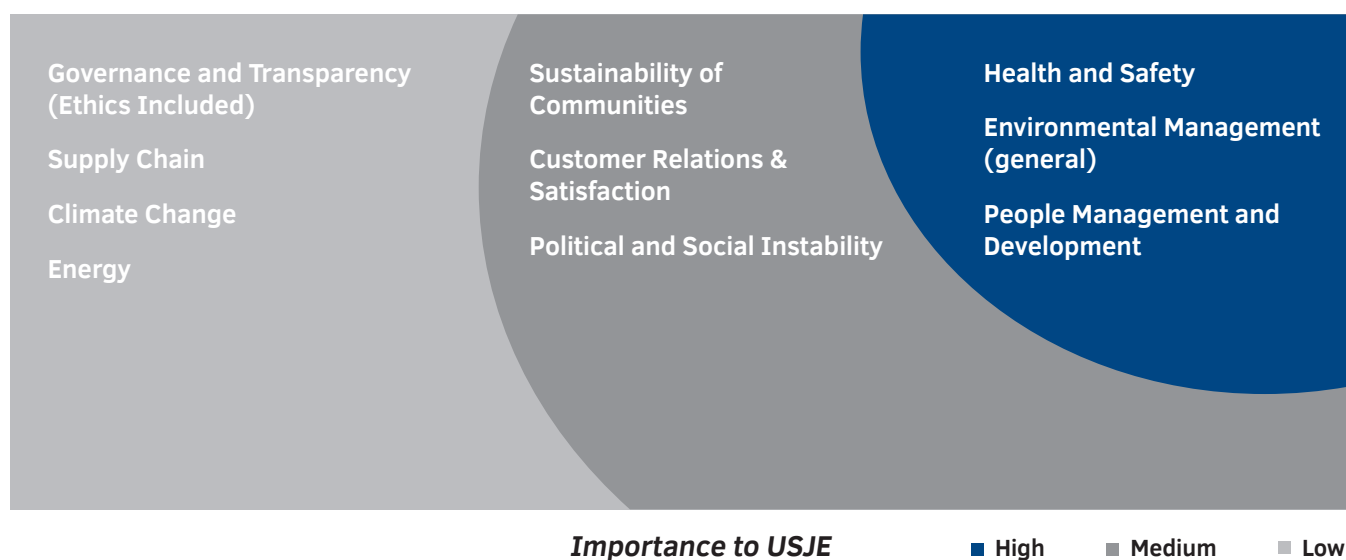 Governance and Transparency
(Ethics Included)
Supply Chain
Climate Change
Energy
Sustainability of
Communities
Customer Relations &
Satisfaction
Political and Social Instability
Health and Safety
Environmental Management
(general)
People Management and
Development
Importance to USJE
High
Medium
Low